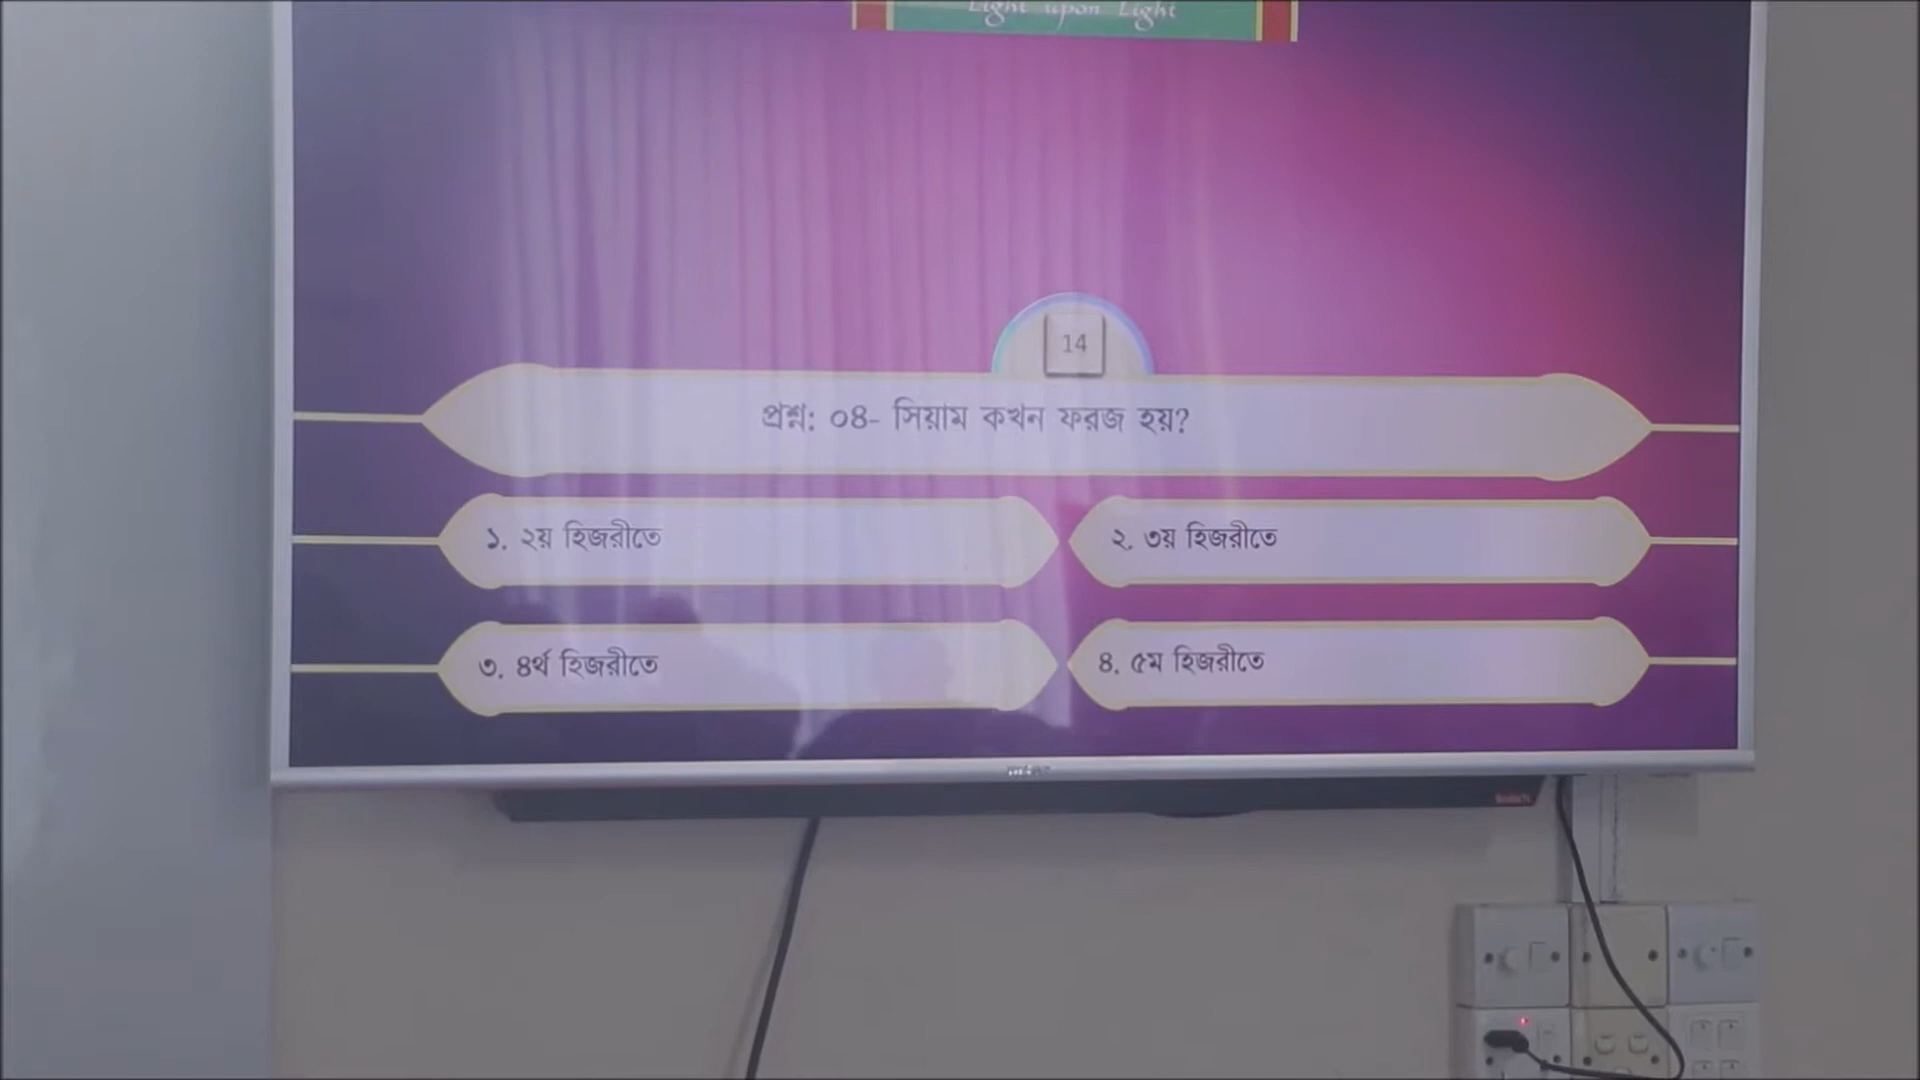 Light upon Light
14
প্রশ্ন: ০৪- সিয়াম কখন ফরজ হয়?
১. ২য় হিজরীতে
২. ৩য় হিজরীতে
৩. ৪র্থ হিজরীতে
৪. ৫ম হিজরীতে